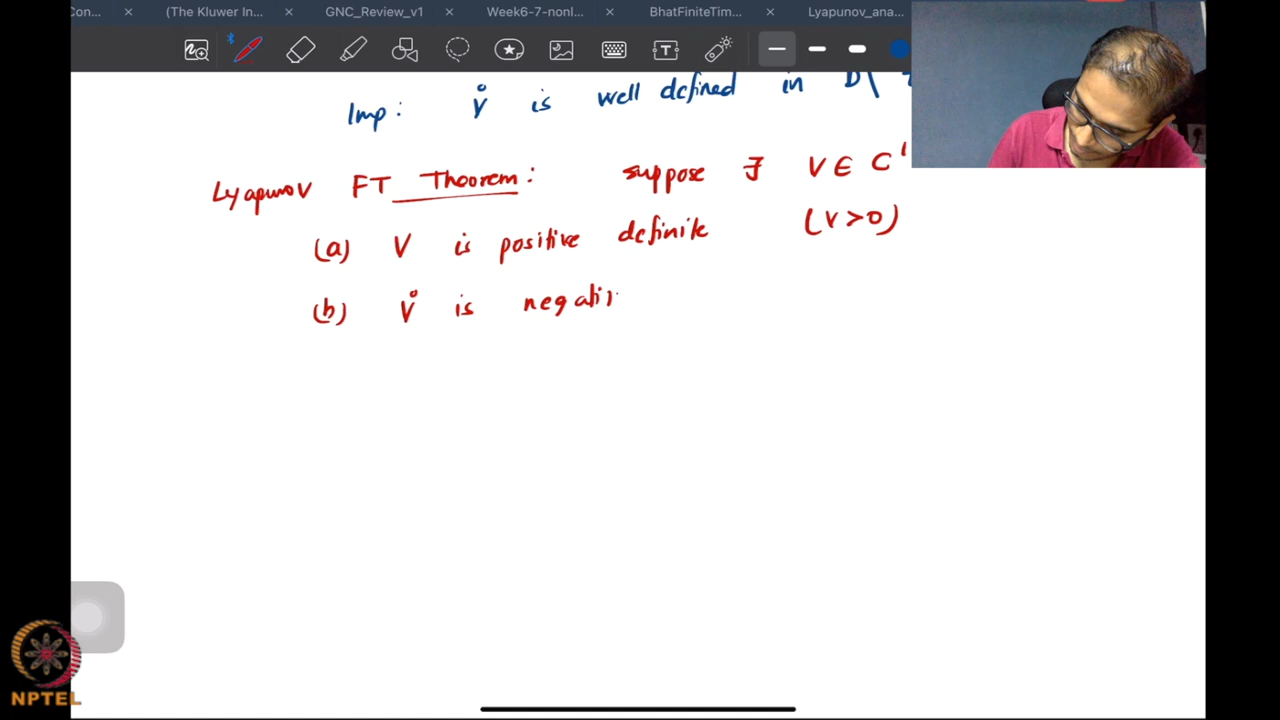 (The Kluwer In...
GNC_Review_v1
Week6-7-nonl...
BhatFiniteTim...
Lyapunov_ana...
Imp: V̇ is well defined in D\
Lyapunov FT Theorem: suppose ∃ V ∈ C¹
(a) V is positive definite (V>0)
(b) V̇ is negati
NPTEL